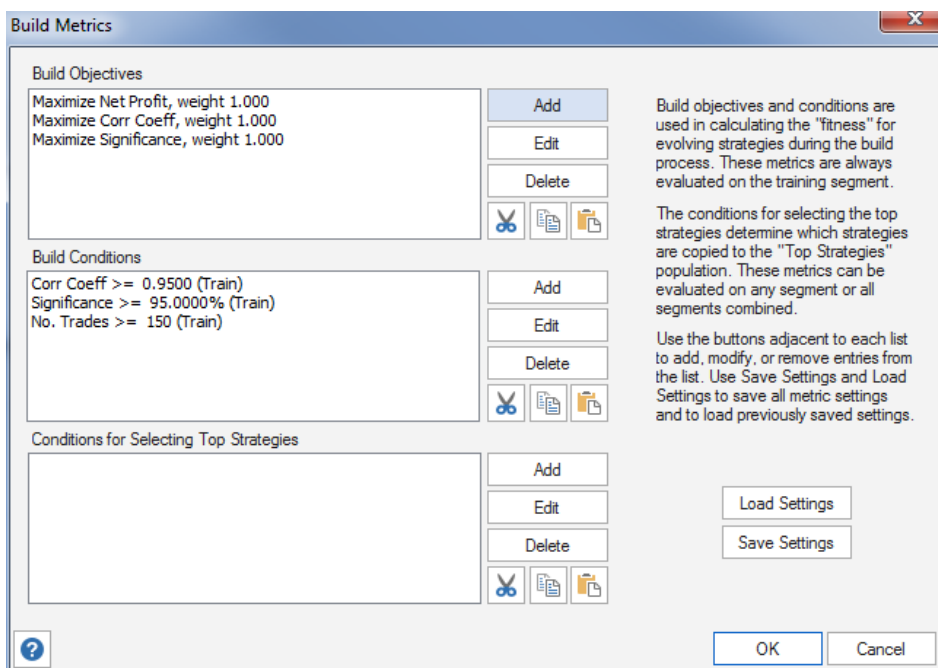 Build Metrics
X
Build Objectives
Maximize Net Profit, weight 1.000
Maximize Corr Coeff, weight 1.000
Maximize Significance, weight 1.000
Add
Edit
Delete
Build Conditions
Corr Coeff >= 0.9500 (Train)
Significance >= 95.0000% (Train)
No. Trades >= 150 (Train)
Add
Edit
Delete
Conditions for Selecting Top Strategies
Add
Edit
Delete
Build objectives and conditions are
used in calculating the "fitness" for
evolving strategies during the build
process. These metrics are always
evaluated on the training segment.
The conditions for selecting the top
strategies determine which strategies
are copied to the "Top Strategies"
population. These metrics can be
evaluated on any segment or all
segments combined.
Use the buttons adjacent to each list
to add, modify, or remove entries from
the list. Use Save Settings and Load
Settings to save all metric settings
and to load previously saved settings.
Load Settings
Save Settings
?
OK
Cancel